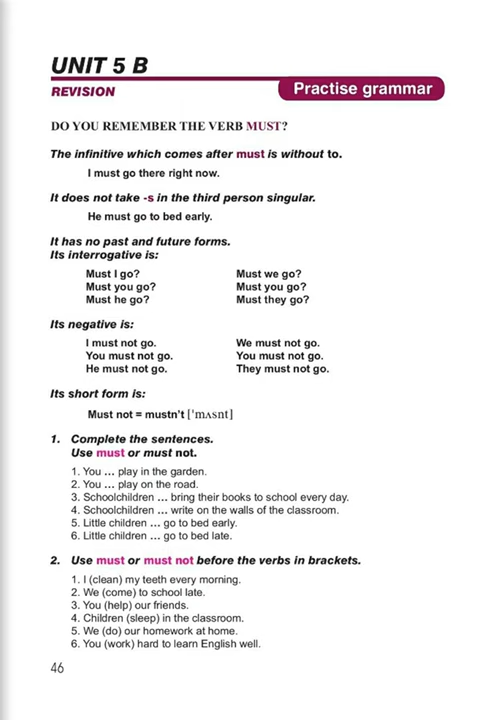 UNIT 5 B
REVISION
Practise grammar
DO YOU REMEMBER THE VERB MUST?
The infinitive which comes after must is without to.
I must go there right now.
It does not take -s in the third person singular.
He must go to bed early.
It has no past and future forms.
Its interrogative is:
Must I go? Must we go?
Must you go? Must you go?
Must he go? Must they go?
Its negative is:
I must not go. We must not go.
You must not go. You must not go.
He must not go. They must not go.
Its short form is:
Must not = mustn't [ˈmʌsnt]
1. Complete the sentences.
Use must or must not.
1. You ... play in the garden.
2. You ... play on the road.
3. Schoolchildren ... bring their books to school every day.
4. Schoolchildren ... write on the walls of the classroom.
5. Little children ... go to bed early.
6. Little children ... go to bed late.
2. Use must or must not before the verbs in brackets.
1. I (clean) my teeth every morning.
2. We (come) to school late.
3. You (help) our friends.
4. Children (sleep) in the classroom.
5. We (do) our homework at home.
6. You (work) hard to learn English well.
46